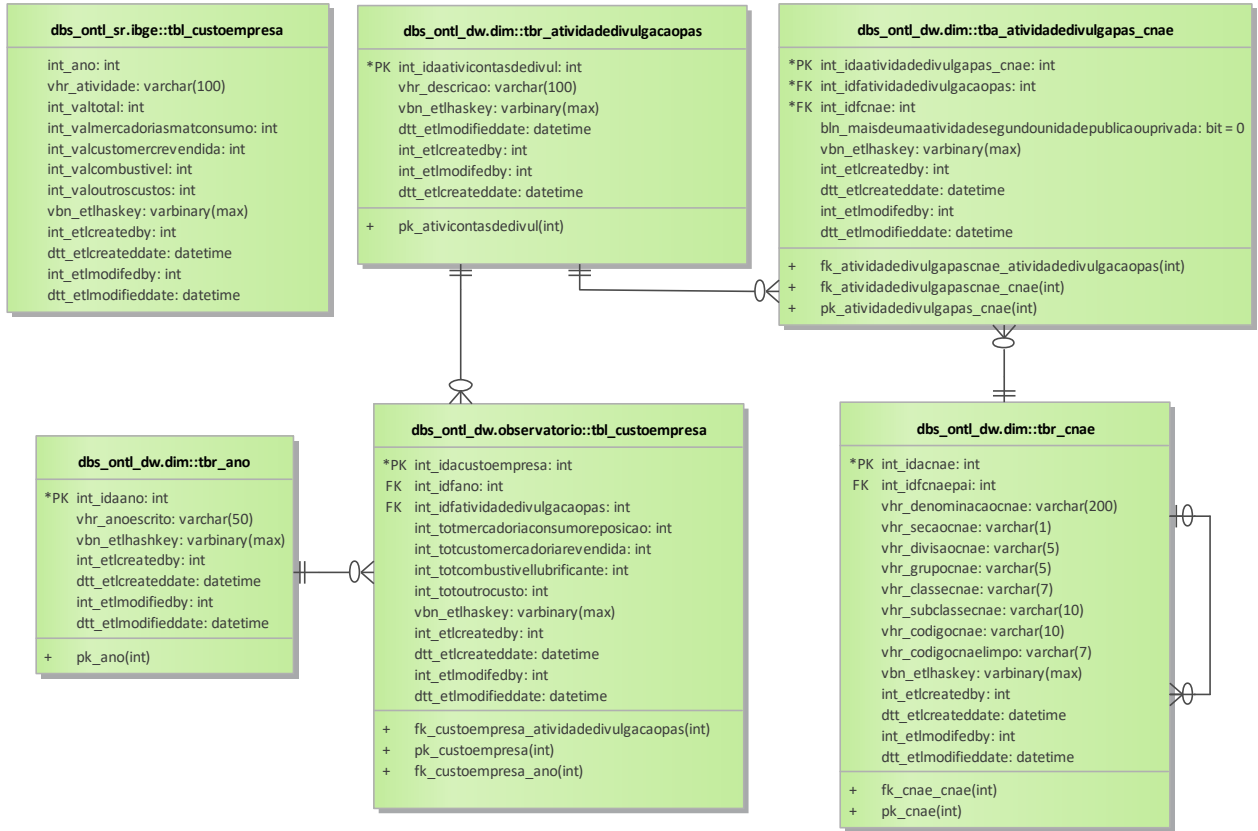 dbs_ontl_sr.ibge::tbl_custoempresa
int_ano: int
vhr_atividade: varchar(100)
int_valtotal: int
int_valmercadoriasmatconsumo: int
int_valcustomercrevendida: int
int_valcombustivel: int
int_valoutroscustos: int
vbn_etlhaskey: varbinary(max)
int_etlcreatedby: int
dtt_etlcreateddate: datetime
int_etlmodifedby: int
dtt_etlmodifieddate: datetime
dbs_ontl_dw.dim::tbr_atividadedivulgacaopas
*PK int_idaativicontasdedivul: int
vhr_descricao: varchar(100)
vbn_etlhaskey: varbinary(max)
dtt_etlmodifieddate: datetime
int_etlcreatedby: int
int_etlmodifedby: int
dtt_etlcreateddate: datetime
+ pk_ativicontasdedivul(int)
dbs_ontl_dw.dim::tba_atividadedivulgapas_cnae
*PK int_idaatividadedivulgapas_cnae: int
*FK int_idfatividadedivulgacaopas: int
*FK int_idfcnae: int
bln_maisdeumaatividadesegundounidadepublicaouprivada: bit = 0
vbn_etlhaskey: varbinary(max)
int_etlcreatedby: int
dtt_etlcreateddate: datetime
int_etlmodifedby: int
dtt_etlmodifieddate: datetime
+ fk_atividadedivulgapascnae_atividadedivulgacaopas(int)
+ fk_atividadedivulgapascnae_cnae(int)
+ pk_atividadedivulgapas_cnae(int)
dbs_ontl_dw.dim::tbr_ano
*PK int_idaano: int
vhr_anoescrito: varchar(50)
vbn_etlhashkey: varbinary(max)
int_etlcreatedby: int
dtt_etlcreateddate: datetime
int_etlmodifiedby: int
dtt_etlmodifieddate: datetime
+ pk_ano(int)
dbs_ontl_dw.observatorio::tbl_custoempresa
*PK int_idacustoempresa: int
FK int_idfano: int
FK int_idfatividadedivulgacaopas: int
int_totmercadoriaconsumoreposicao: int
int_totcustomercadoriarevendida: int
int_totcombustivellubrificante: int
int_totoutrocusto: int
vbn_etlhaskey: varbinary(max)
int_etlcreatedby: int
dtt_etlcreateddate: datetime
int_etlmodifedby: int
dtt_etlmodifieddate: datetime
+ fk_custoempresa_atividadedivulgacaopas(int)
+ pk_custoempresa(int)
+ fk_custoempresa_ano(int)
dbs_ontl_dw.dim::tbr_cnae
*PK int_idacnae: int
FK int_idfcnaepai: int
vhr_denominacaocnae: varchar(200)
vhr_secaocnae: varchar(1)
vhr_divisaocnae: varchar(5)
vhr_grupocnae: varchar(5)
vhr_classecnae: varchar(7)
vhr_subclassecnae: varchar(10)
vhr_codigocnae: varchar(10)
vhr_codigocnaelimpo: varchar(7)
vbn_etlhaskey: varbinary(max)
int_etlcreatedby: int
dtt_etlcreateddate: datetime
int_etlmodifedby: int
dtt_etlmodifieddate: datetime
+ fk_cnae_cnae(int)
+ pk_cnae(int)